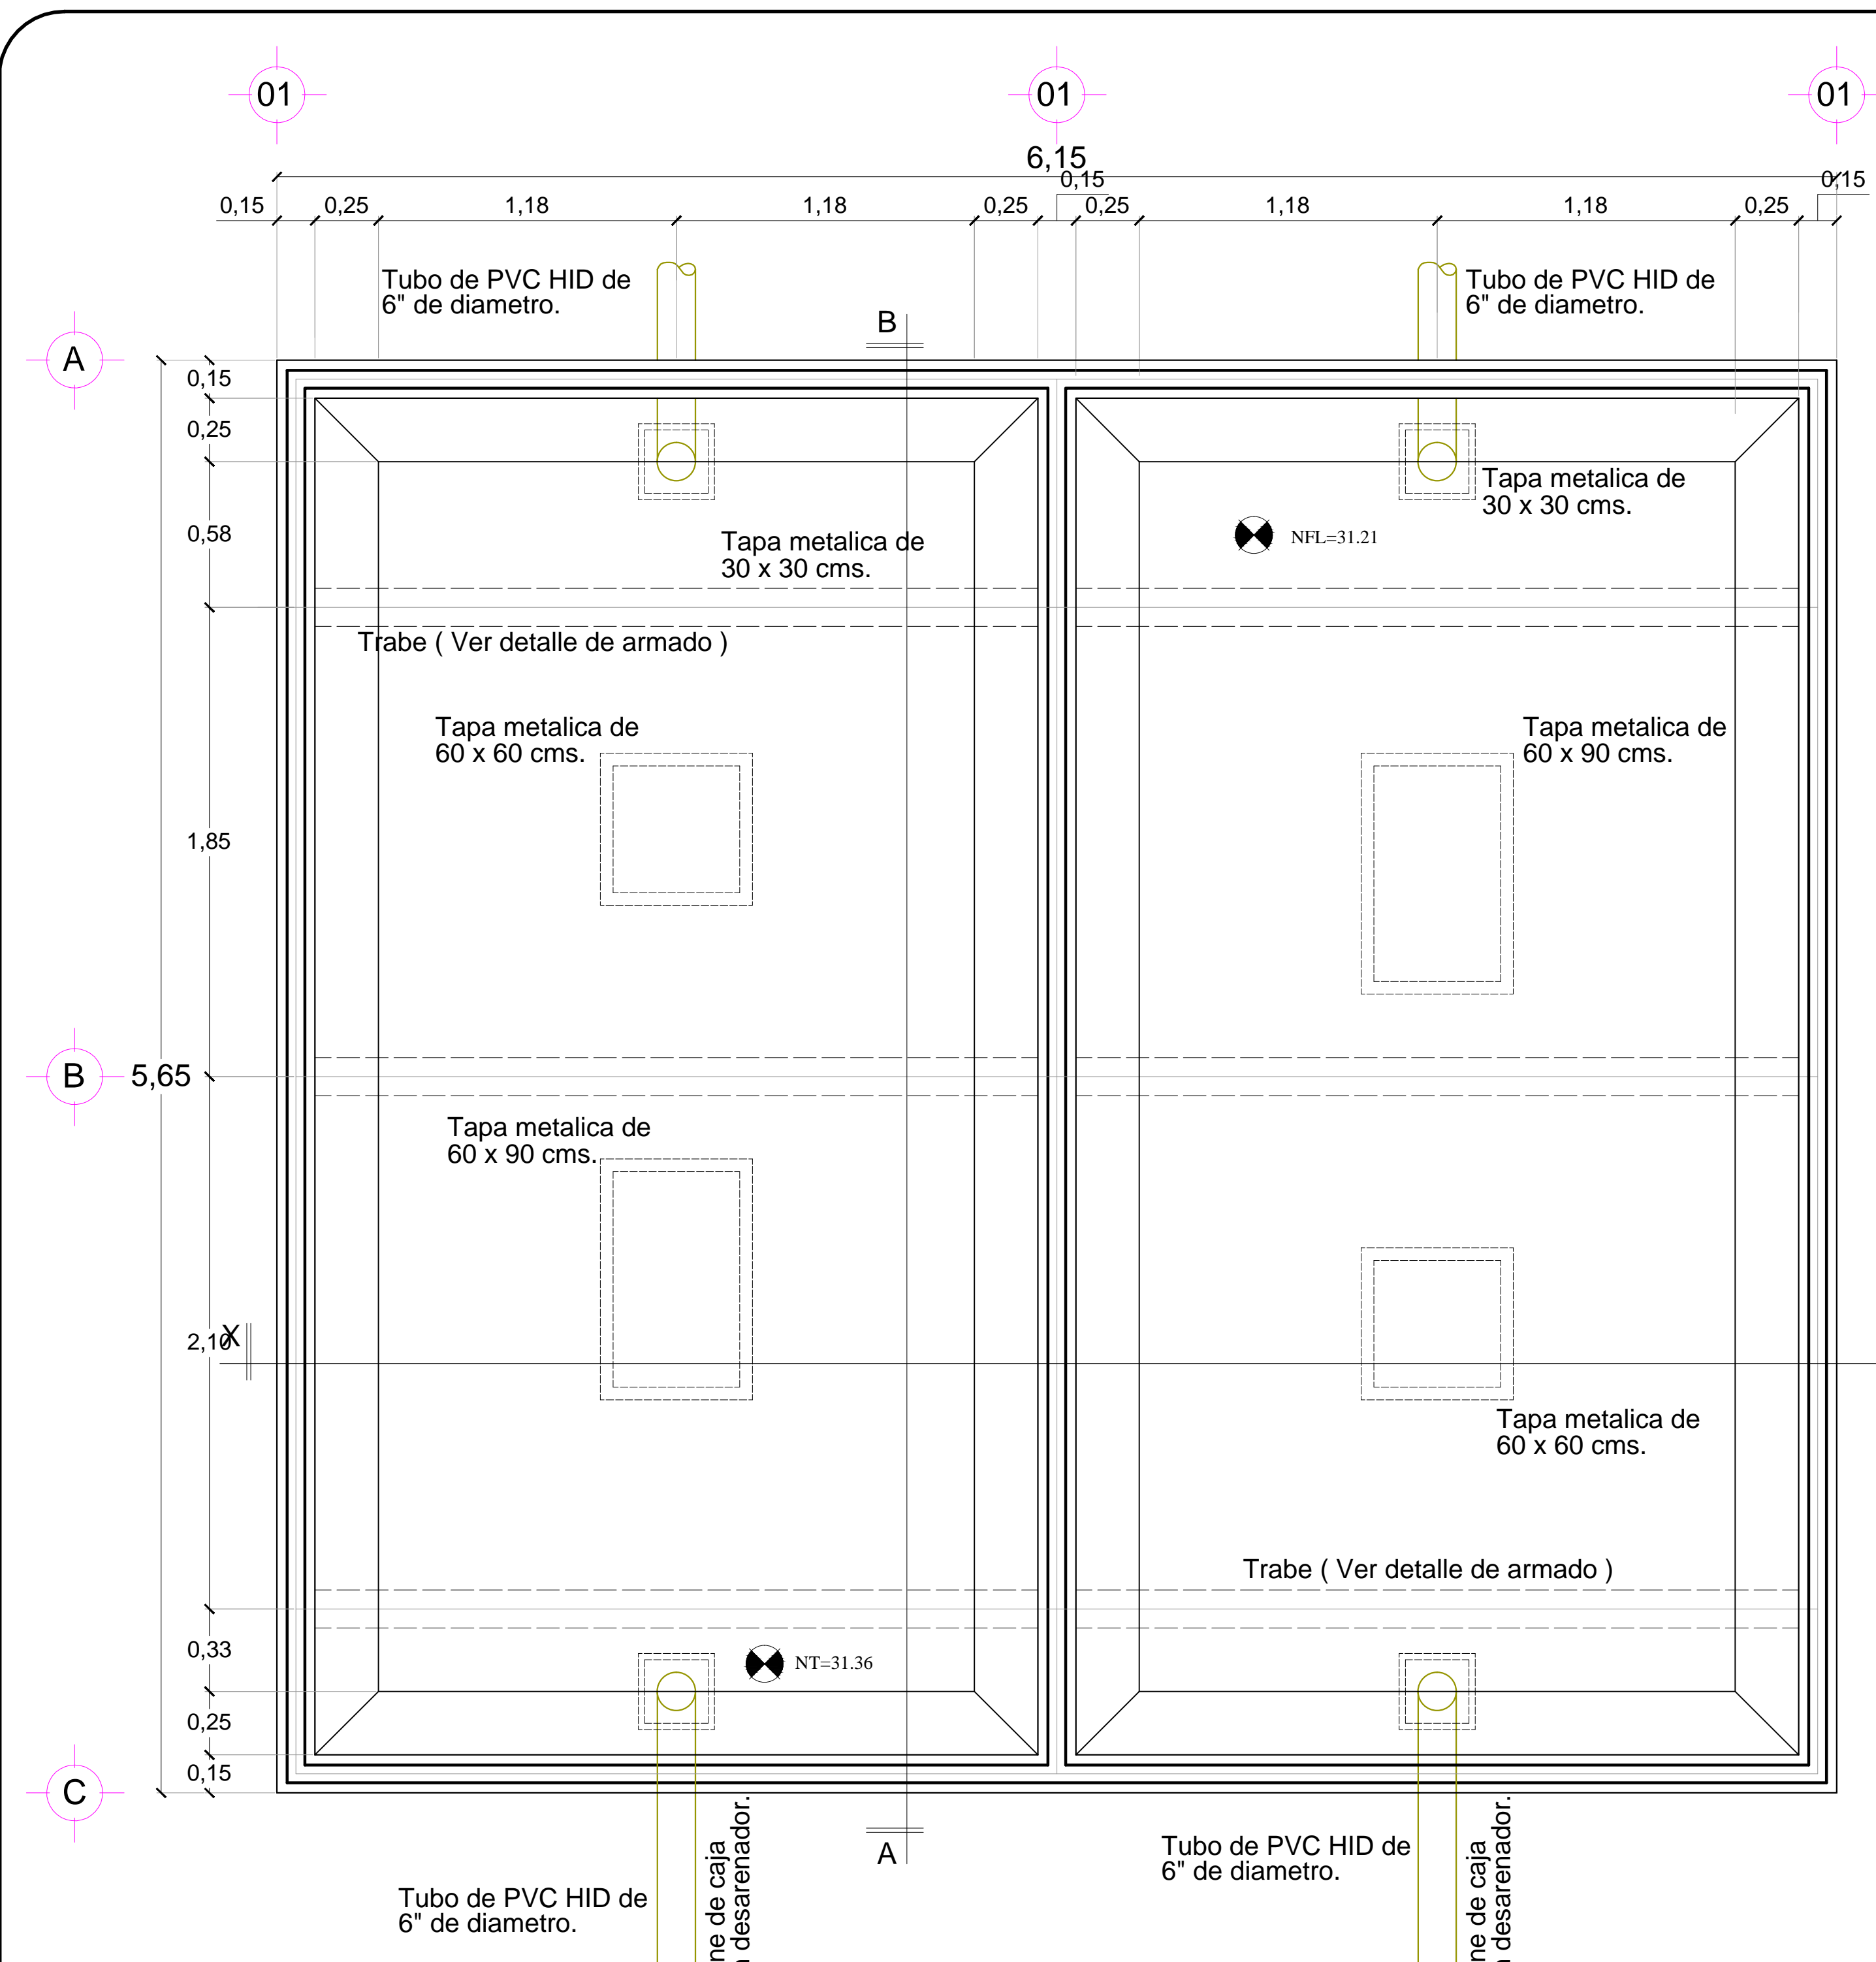 01
01
01
6,15
0,15
0,15
0,15
0,25
1,18
1,18
0,25
0,25
1,18
1,18
0,25
Tubo de PVC HID de
6" de diametro.
Tubo de PVC HID de
6" de diametro.
B
A
0,15
0,25
Tapa metalica de
30 x 30 cms.
0,58
NFL=31.21
Tapa metalica de
30 x 30 cms.
Trabe ( Ver detalle de armado )
Tapa metalica de
60 x 60 cms.
Tapa metalica de
60 x 90 cms.
1,85
B
5,65
Tapa metalica de
60 x 90 cms.
2,10
X
Tapa metalica de
60 x 60 cms.
Trabe ( Ver detalle de armado )
0,33
NT=31.36
0,25
0,15
C
A
Tubo de PVC HID de
6" de diametro.
de caja
desarenador.
Tubo de PVC HID de
6" de diametro.
de caja
desarenador.